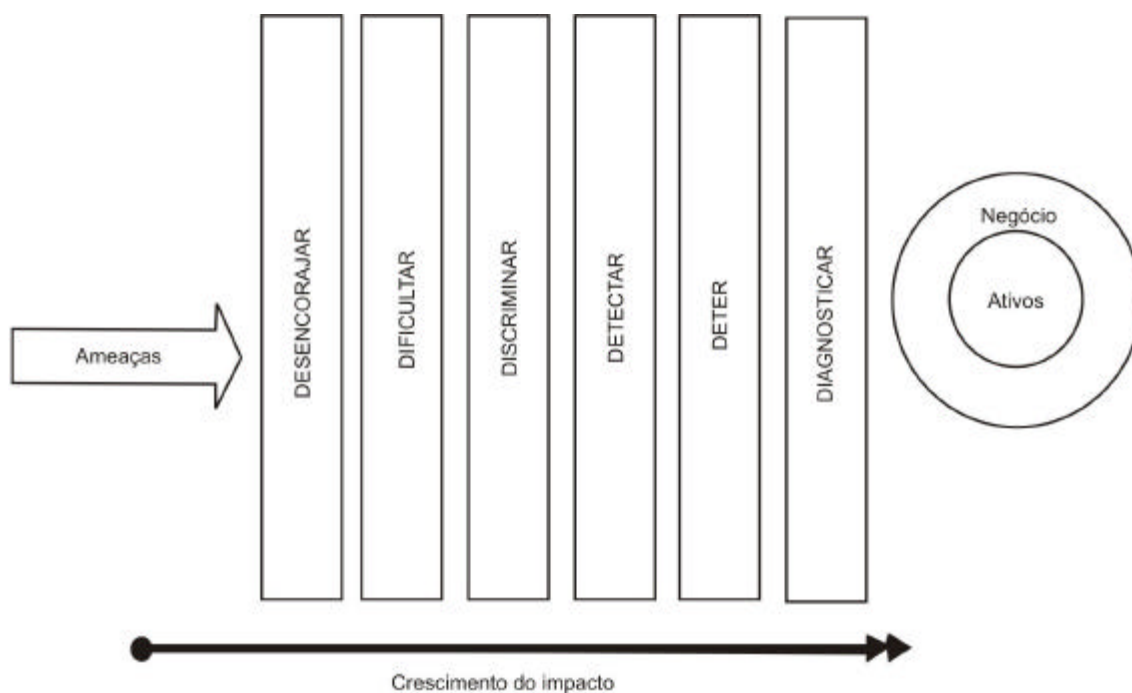 Ameaças
DESENCORAJAR
DIFICULTAR
DISCRIMINAR
DETECTAR
DETER
DIAGNOSTICAR
Negócio
Ativos
Crescimento do impacto